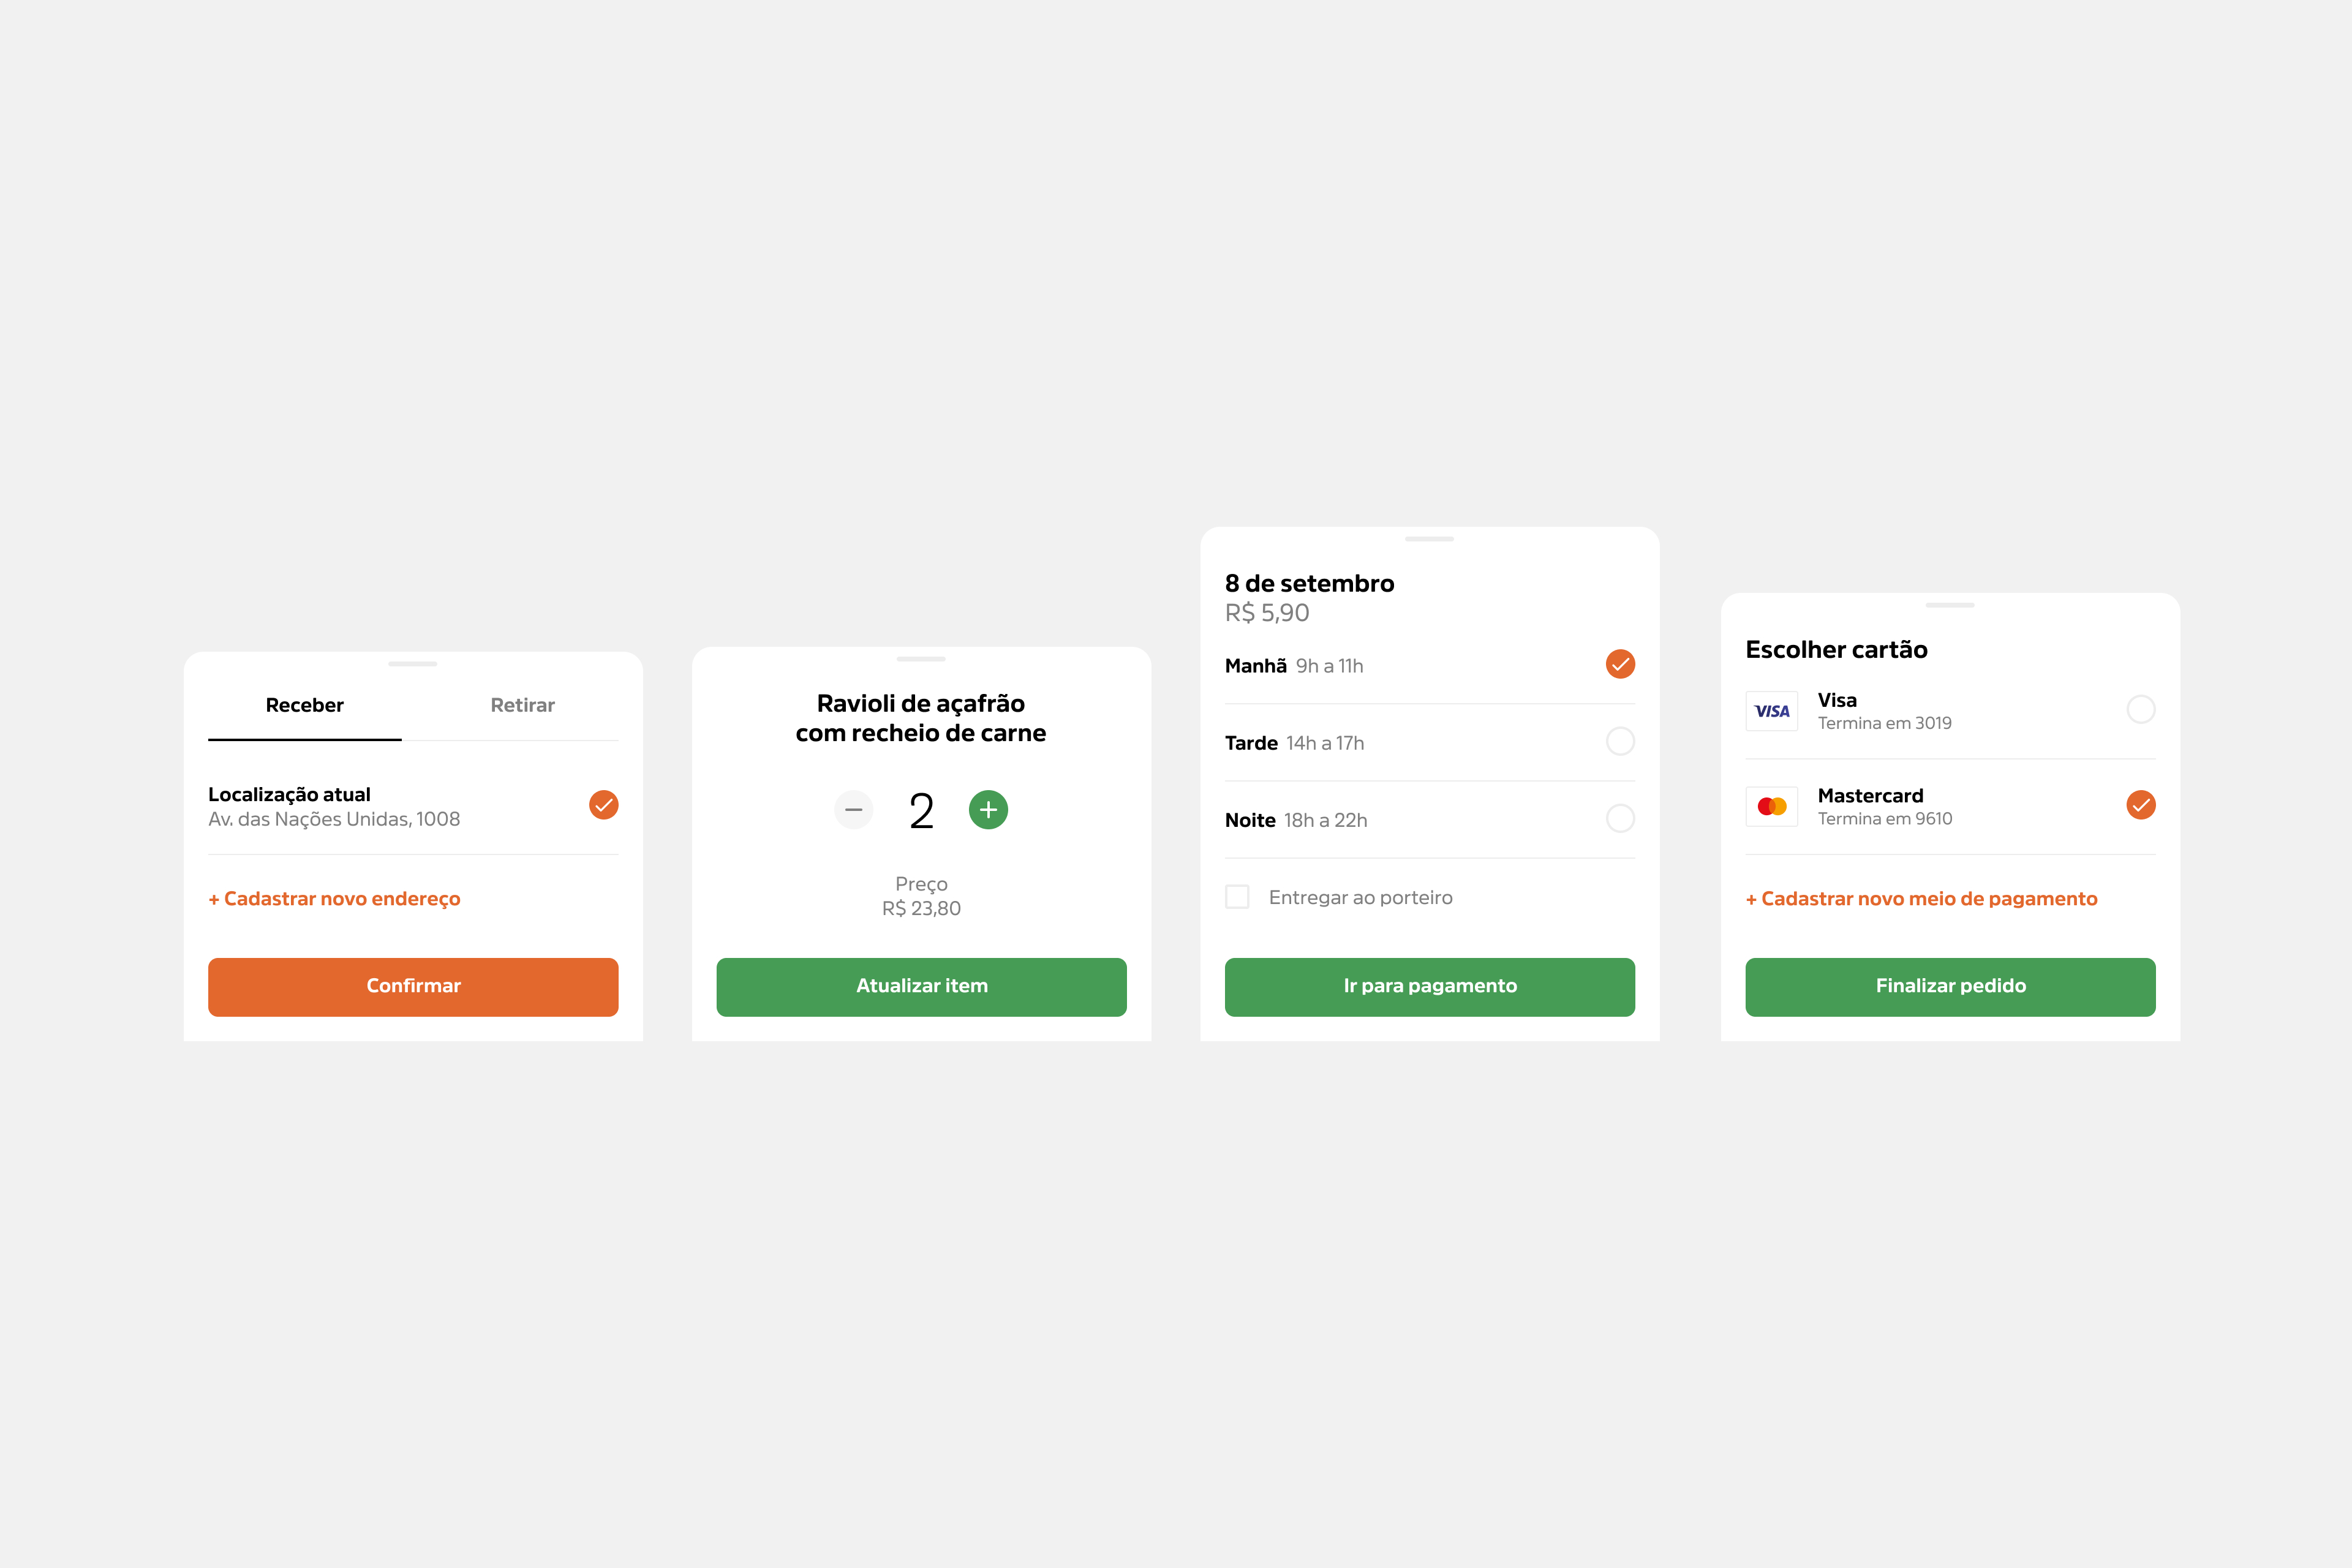 Receber
Retirar
Localização atual
Av. das Nações Unidas, 1008
+ Cadastrar novo endereço
Confirmar
Ravioli de açafrão
com recheio de carne
2
Preço
R$ 23,80
Atualizar item
8 de setembro
R$ 5,90
Manhã 9h a 11h
Tarde 14h a 17h
Noite 18h a 22h
Entregar ao porteiro
Ir para pagamento
Escolher cartão
VISA
Visa
Termina em 3019
Mastercard
Termina em 9610
+ Cadastrar novo meio de pagamento
Finalizar pedido